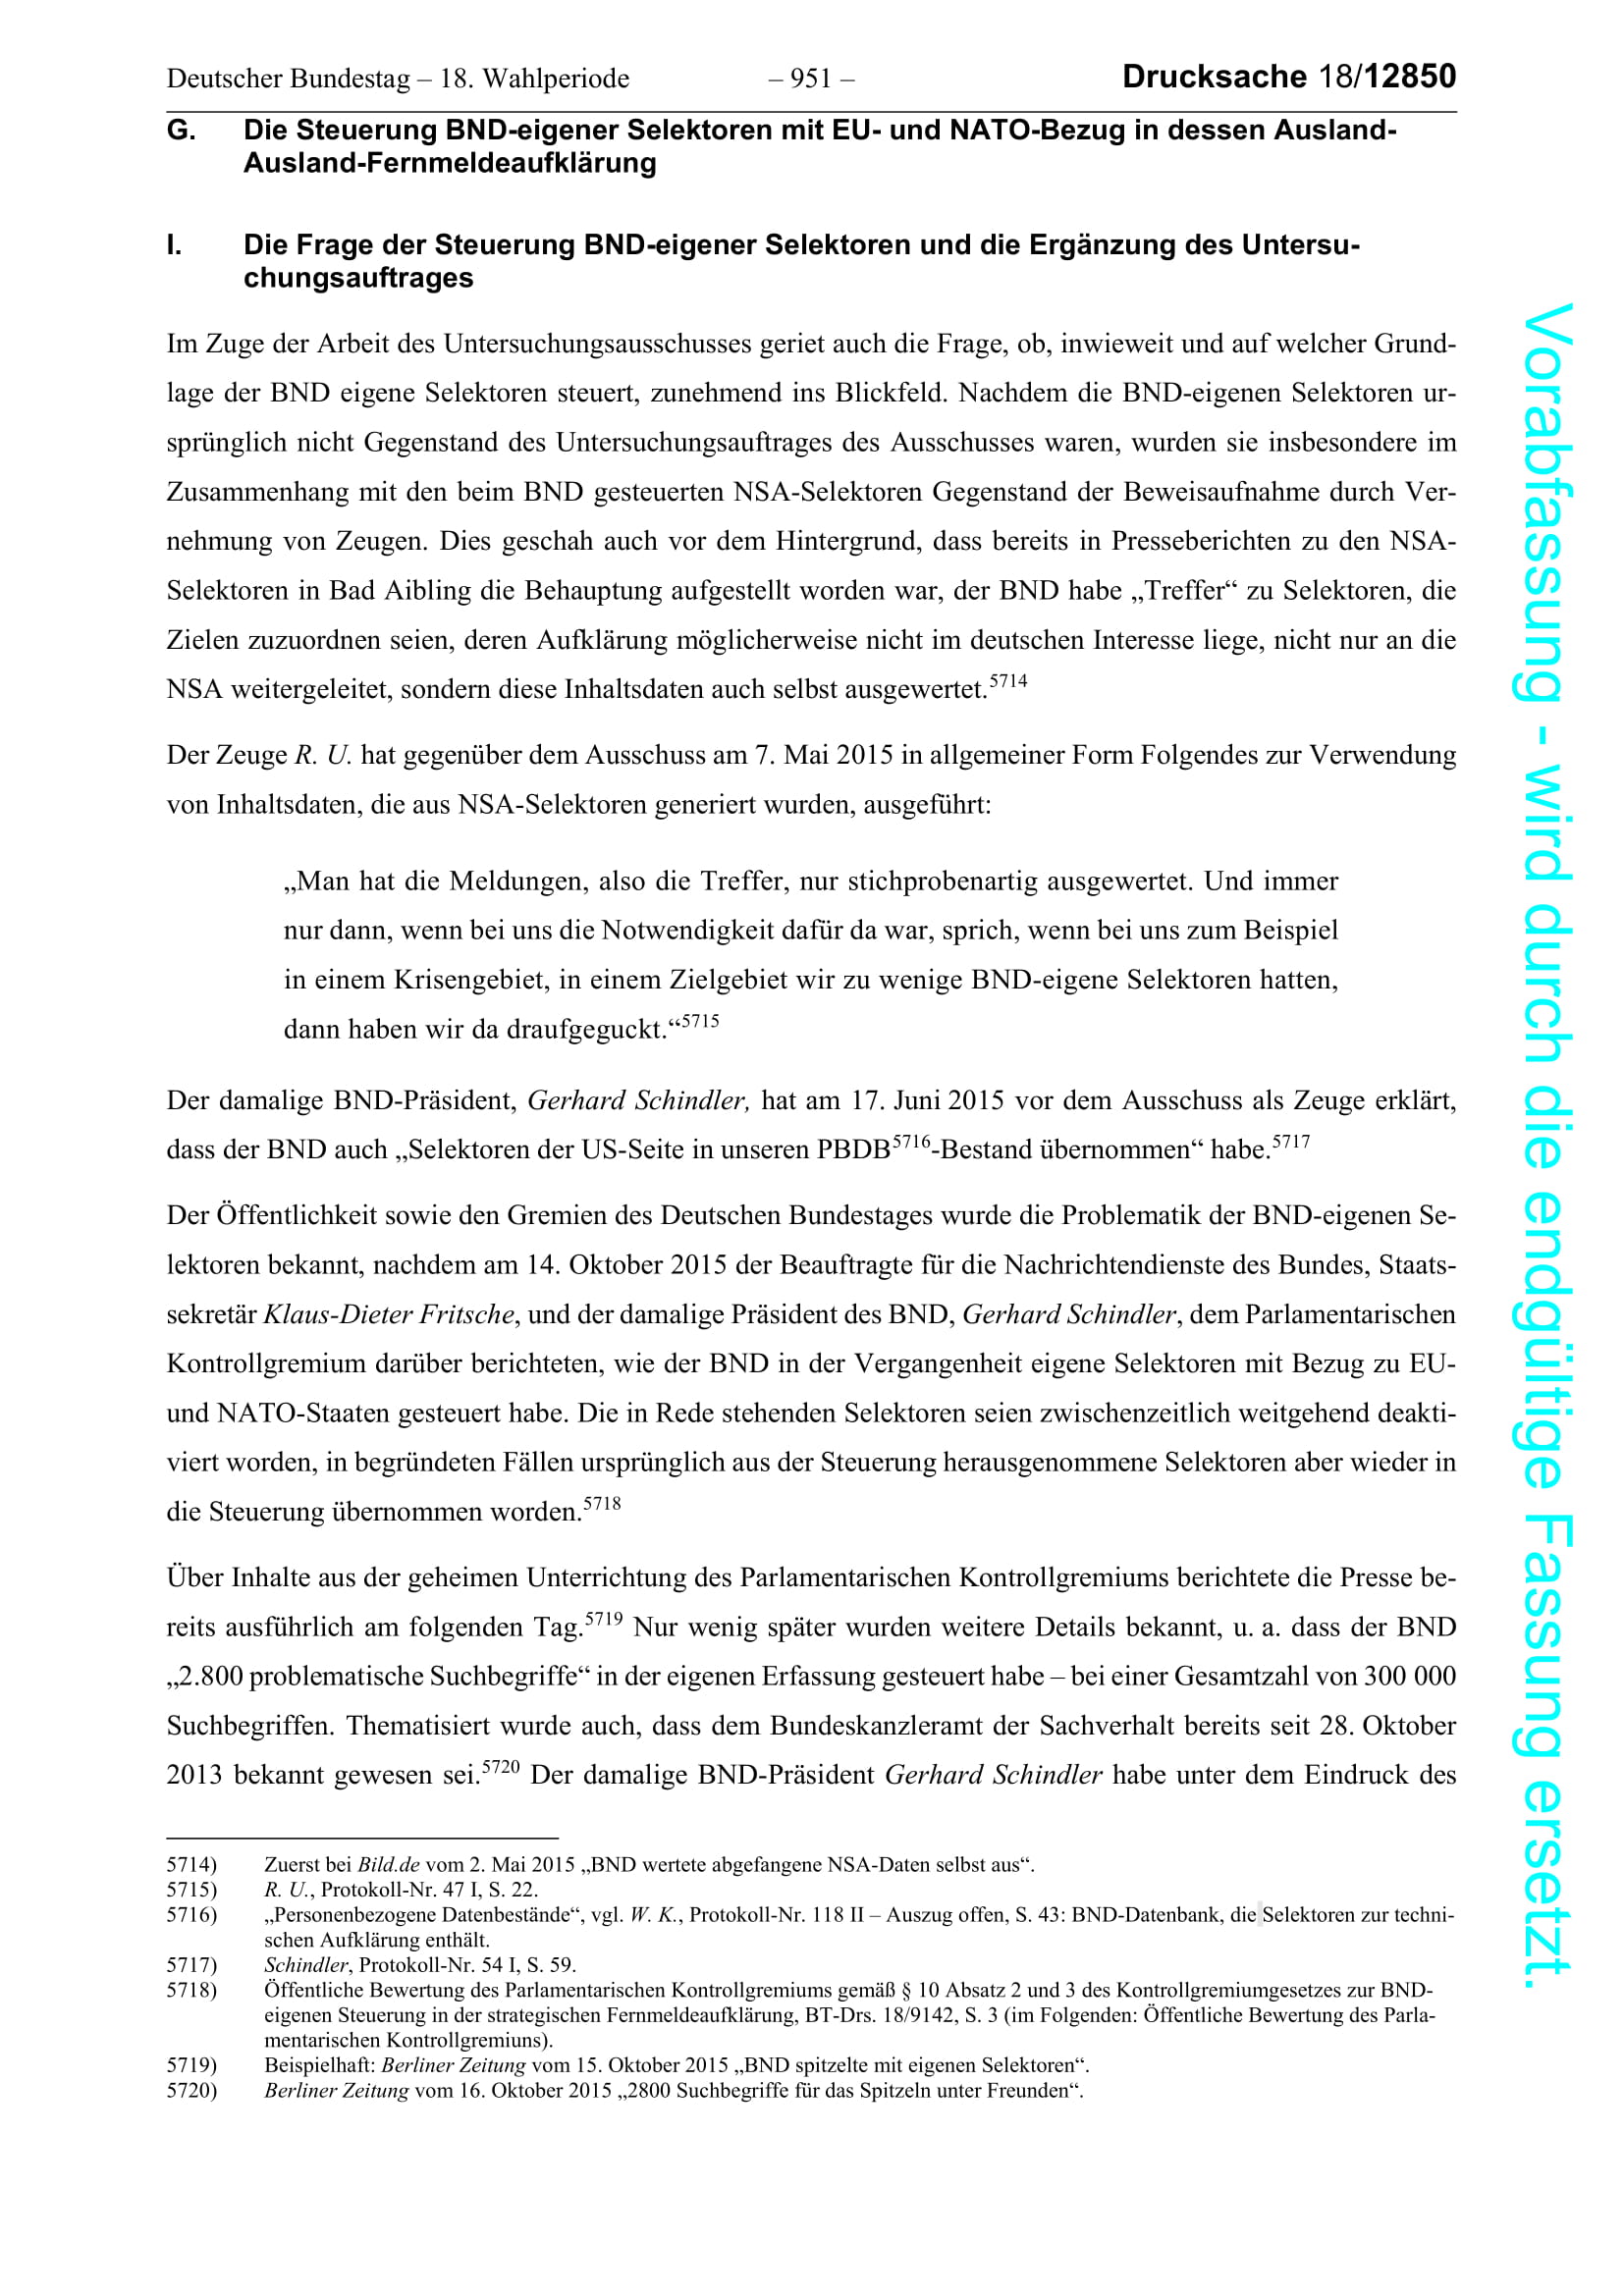 Deutscher Bundestag – 18. Wahlperiode – 951 – Drucksache 18/12850
G. Die Steuerung BND-eigener Selektoren mit EU- und NATO-Bezug in dessen Ausland-
Ausland-Fernmeldeaufklärung
I. Die Frage der Steuerung BND-eigener Selektoren und die Ergänzung des Untersu-
chungsauftrages
Im Zuge der Arbeit des Untersuchungsausschusses geriet auch die Frage, ob, inwieweit und auf welcher Grund-
lage der BND eigene Selektoren steuert, zunehmend ins Blickfeld. Nachdem die BND-eigenen Selektoren ur-
sprünglich nicht Gegenstand des Untersuchungsauftrages des Ausschusses waren, wurden sie insbesondere im
Zusammenhang mit den beim BND gesteuerten NSA-Selektoren Gegenstand der Beweisaufnahme durch Ver-
nehmung von Zeugen. Dies geschah auch vor dem Hintergrund, dass bereits in Presseberichten zu den NSA-
Selektoren in Bad Aibling die Behauptung aufgestellt worden war, der BND habe „Treffer“ zu Selektoren, die
Zielen zuzuordnen seien, deren Aufklärung möglicherweise nicht im deutschen Interesse liege, nicht nur an die
NSA weitergeleitet, sondern diese Inhaltsdaten auch selbst ausgewertet.5714
Der Zeuge R. U. hat gegenüber dem Ausschuss am 7. Mai 2015 in allgemeiner Form Folgendes zur Verwendung
von Inhaltsdaten, die aus NSA-Selektoren generiert wurden, ausgeführt:
„Man hat die Meldungen, also die Treffer, nur stichprobenartig ausgewertet. Und immer
nur dann, wenn bei uns die Notwendigkeit dafür da war, sprich, wenn bei uns zum Beispiel
in einem Krisengebiet, in einem Zielgebiet wir zu wenige BND-eigene Selektoren hatten,
dann haben wir da draufgeguckt.“5715
Der damalige BND-Präsident, Gerhard Schindler, hat am 17. Juni 2015 vor dem Ausschuss als Zeuge erklärt,
dass der BND auch „Selektoren der US-Seite in unseren PBDB5716-Bestand übernommen“ habe.5717
Der Öffentlichkeit sowie den Gremien des Deutschen Bundestages wurde die Problematik der BND-eigenen Se-
lektoren bekannt, nachdem am 14. Oktober 2015 der Beauftragte für die Nachrichtendienste des Bundes, Staats-
sekretär Klaus-Dieter Fritsche, und der damalige Präsident des BND, Gerhard Schindler, dem Parlamentarischen
Kontrollgremium darüber berichteten, wie der BND in der Vergangenheit eigene Selektoren mit Bezug zu EU-
und NATO-Staaten gesteuert habe. Die in Rede stehenden Selektoren seien zwischenzeitlich weitgehend deakti-
viert worden, in begründeten Fällen ursprünglich aus der Steuerung herausgenommene Selektoren aber wieder in
die Steuerung übernommen worden.5718
Über Inhalte aus der geheimen Unterrichtung des Parlamentarischen Kontrollgremiums berichtete die Presse be-
reits ausführlich am folgenden Tag.5719 Nur wenig später wurden weitere Details bekannt, u. a. dass der BND
„2.800 problematische Suchbegriffe“ in der eigenen Erfassung gesteuert habe – bei einer Gesamtzahl von 300 000
Suchbegriffen. Thematisiert wurde auch, dass dem Bundeskanzleramt der Sachverhalt bereits seit 28. Oktober
2013 bekannt gewesen sei.5720 Der damalige BND-Präsident Gerhard Schindler habe unter dem Eindruck des
5714) Zuerst bei Bild.de vom 2. Mai 2015 „BND wertete abgefangene NSA-Daten selbst aus“.
5715) R. U., Protokoll-Nr. 47 I, S. 22.
5716) „Personenbezogene Datenbestände“, vgl. W. K., Protokoll-Nr. 118 II – Auszug offen, S. 43: BND-Datenbank, die Selektoren zur techni-
schen Aufklärung enthält.
5717) Schindler, Protokoll-Nr. 54 I, S. 59.
5718) Öffentliche Bewertung des Parlamentarischen Kontrollgremiums gemäß § 10 Absatz 2 und 3 des Kontrollgremiumgesetzes zur BND-
eigenen Steuerung in der strategischen Fernmeldeaufklärung, BT-Drs. 18/9142, S. 3 (im Folgenden: Öffentliche Bewertung des Parla-
mentarischen Kontrollgremiuns).
5719) Beispielhaft: Berliner Zeitung vom 15. Oktober 2015 „BND spitzelte mit eigenen Selektoren“.
5720) Berliner Zeitung vom 16. Oktober 2015 „2800 Suchbegriffe für das Spitzeln unter Freunden“.
Vorabfassung - wird durch die endgültige Fassung ersetzt.